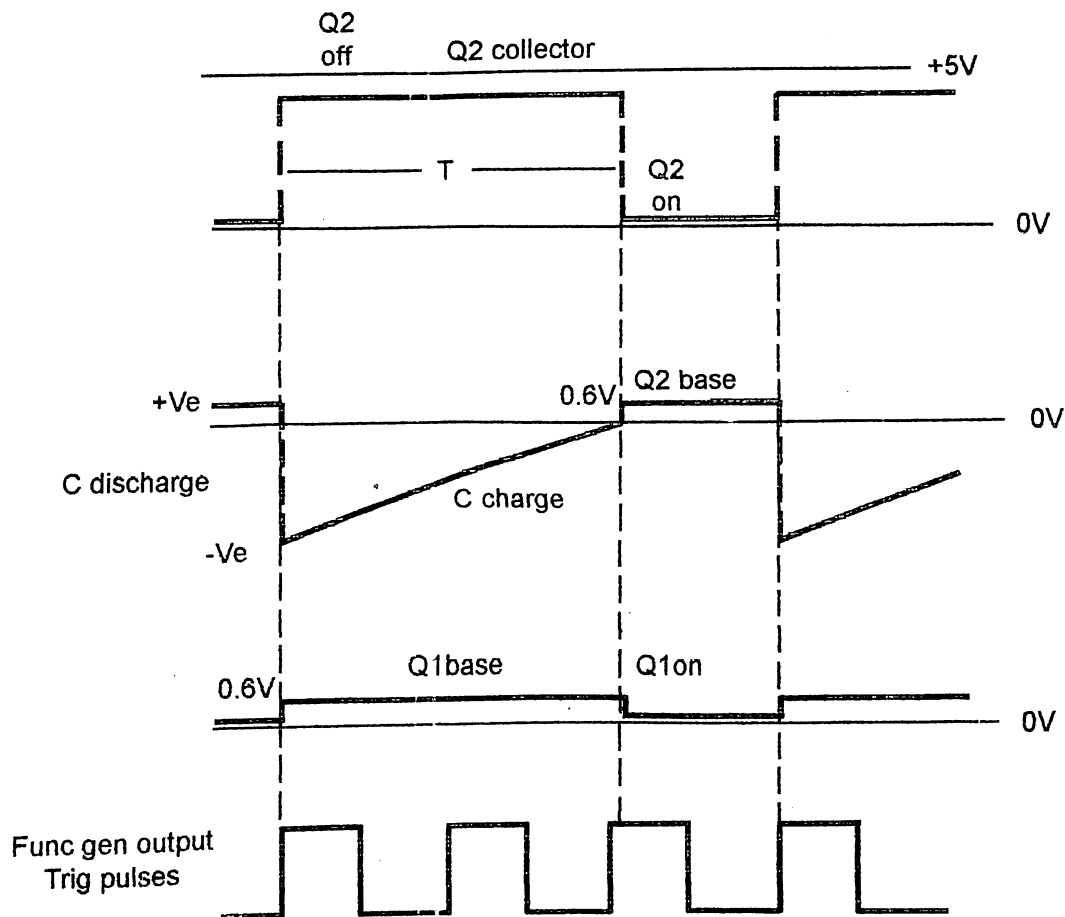 Q2
off
Q2 collector
+5V
T
Q2
on
0V
+Ve
0.6V
Q2 base
0V
C discharge
C charge
-Ve
Q1base
Q1on
0.6V
0V
Func gen output
Trig pulses